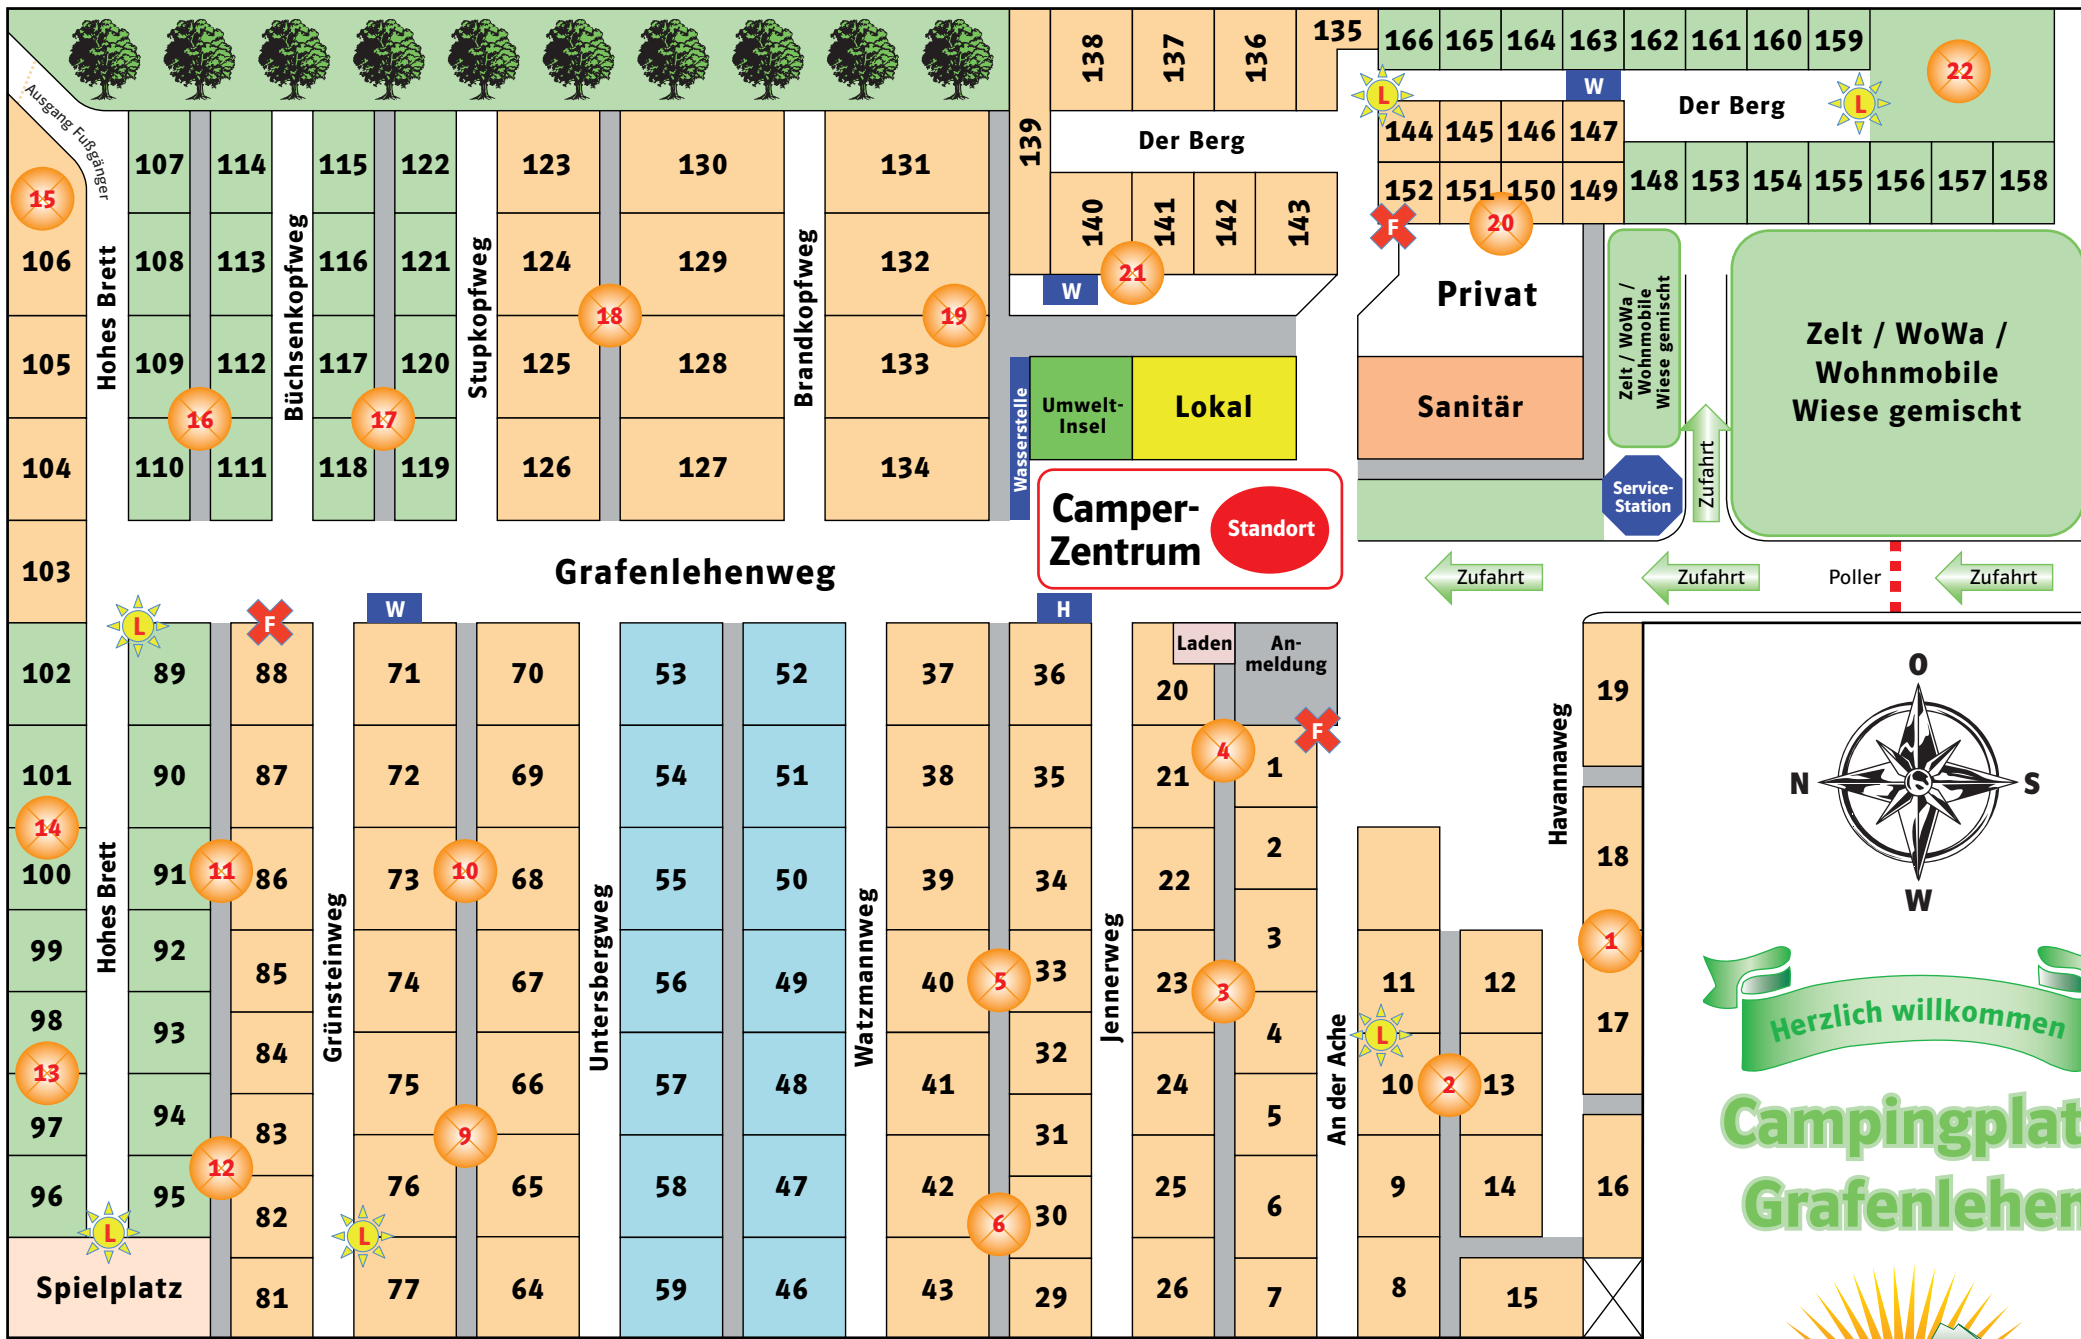 138
137
136
135
166
165
164
163
162
161
160
159
22
L
W
L
Der Berg
Ausgang Fußgänger
139
Der Berg
144
145
146
147
15
107
114
115
122
123
130
131
152
151
150
149
148
153
154
155
156
157
158
140
141
142
143
F
20
106
Hohes Brett
108
113
Büchsenkopfweg
116
121
Stupkopfweg
124
129
Brandkopfweg
132
21
W
Privat
18
19
Zelt / WoWa /
Wohnmobile
Wiese gemischt
Zelt / WoWa /
Wohnmobile
Wiese gemischt
105
109
112
117
120
125
128
133
Wasserstelle
Umwelt-
Insel
Lokal
Sanitär
16
17
104
110
111
118
119
126
127
134
Zufahrt
Service-
Station
Camper-
Zentrum
Standort
103
Grafenlehenweg
Zufahrt
Zufahrt
Poller
Zufahrt
L
F
W
H
102
89
88
71
70
53
52
37
36
20
Laden
An-
meldung
19
F
4
101
90
87
72
69
54
51
38
35
21
1
Havannaweg
O
N
S
W
14
100
Hohes Brett
91
11
86
Grünsteinweg
73
10
68
Untersbergweg
55
50
Watzmannweg
39
34
Jennerweg
22
2
18
99
92
85
74
67
56
49
40
5
33
23
3
3
An der Ache
11
12
1
17
98
13
93
84
32
4
L
97
94
83
75
66
57
48
41
31
24
5
10
2
13
9
12
96
95
82
76
65
58
47
42
6
30
25
6
9
14
16
L
L
Spielplatz
81
77
64
59
46
43
29
26
7
8
15
Herzlich willkommen
Campingplat
Grafenlehen